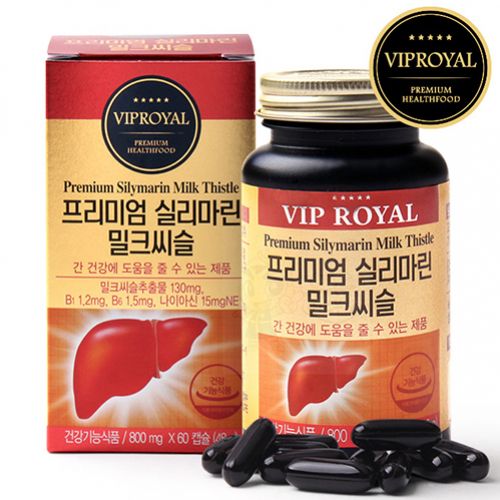 VIPROYAL
PREMIUM
HEALTHFOOD
VIPROYAL
PREMIUM
HEALTHFOOD
Premium Silymarin Milk Thistle
프리미엄 실리마린
밀크씨슬
간 건강에 도움을 줄 수 있는 제품
밀크씨슬추출물 130mg,
B1 1,2mg, B6 1,5mg, 나이아신 15mgNE
건강
기능식품
건강기능식품 / 800 mg X 60 캡슐
VIP ROYAL
Premium Silymarin Milk Thistle
프리미엄 실리마린
밀크씨슬
간 건강에 도움을 줄 수 있는 제품
건강
기능식품
기능식품 / 800